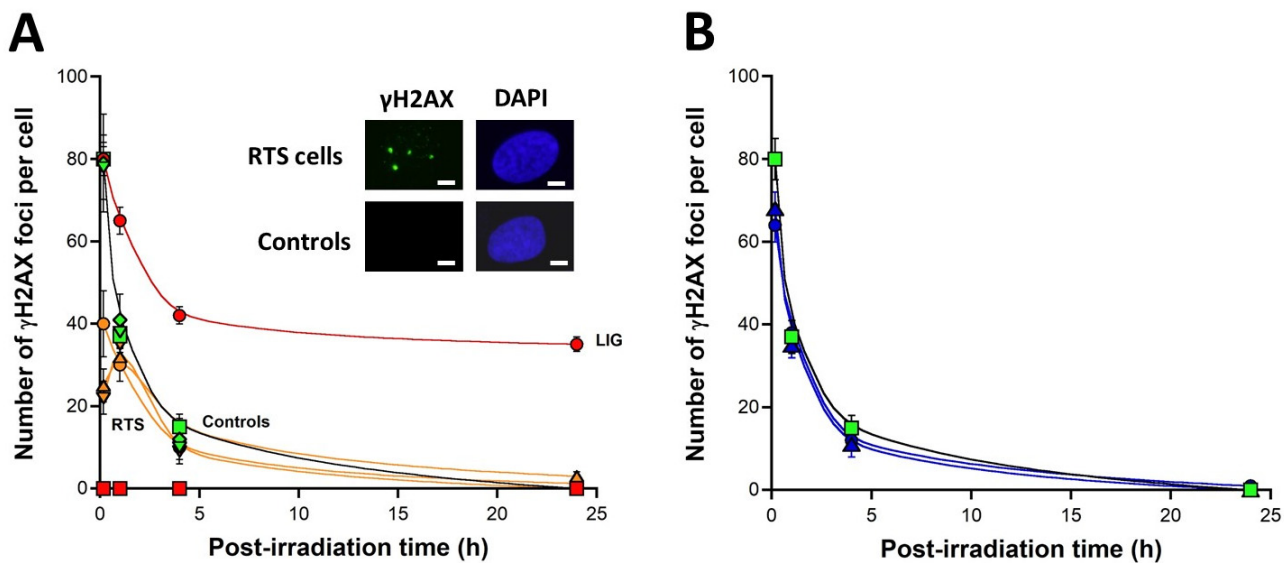 A
B
100
80
60
40
20
0
0
5
10
15
20
25
Number of γH2AX foci per cell
Post-irradiation time (h)
γH2AX
DAPI
RTS cells
Controls
LIG
RTS
Controls
100
80
60
40
20
0
0
5
10
15
20
25
Number of γH2AX foci per cell
Post-irradiation time (h)